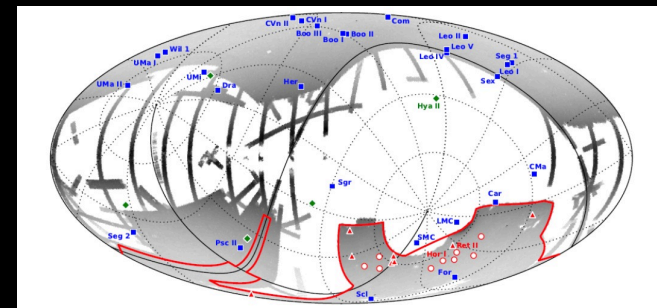 CVn II
CVn I
Com
Boo III
Boo I
Boo II
Leo II
Leo V
Leo IV
Wil 1
UMa I
Seg 1
Leo I
Sex
UMi
UMa II
Dra
Her
Hya II
CMa
Sgr
Car
LMC
Seg 2
Psc II
SMC
Hor I
Ret II
For
Scl